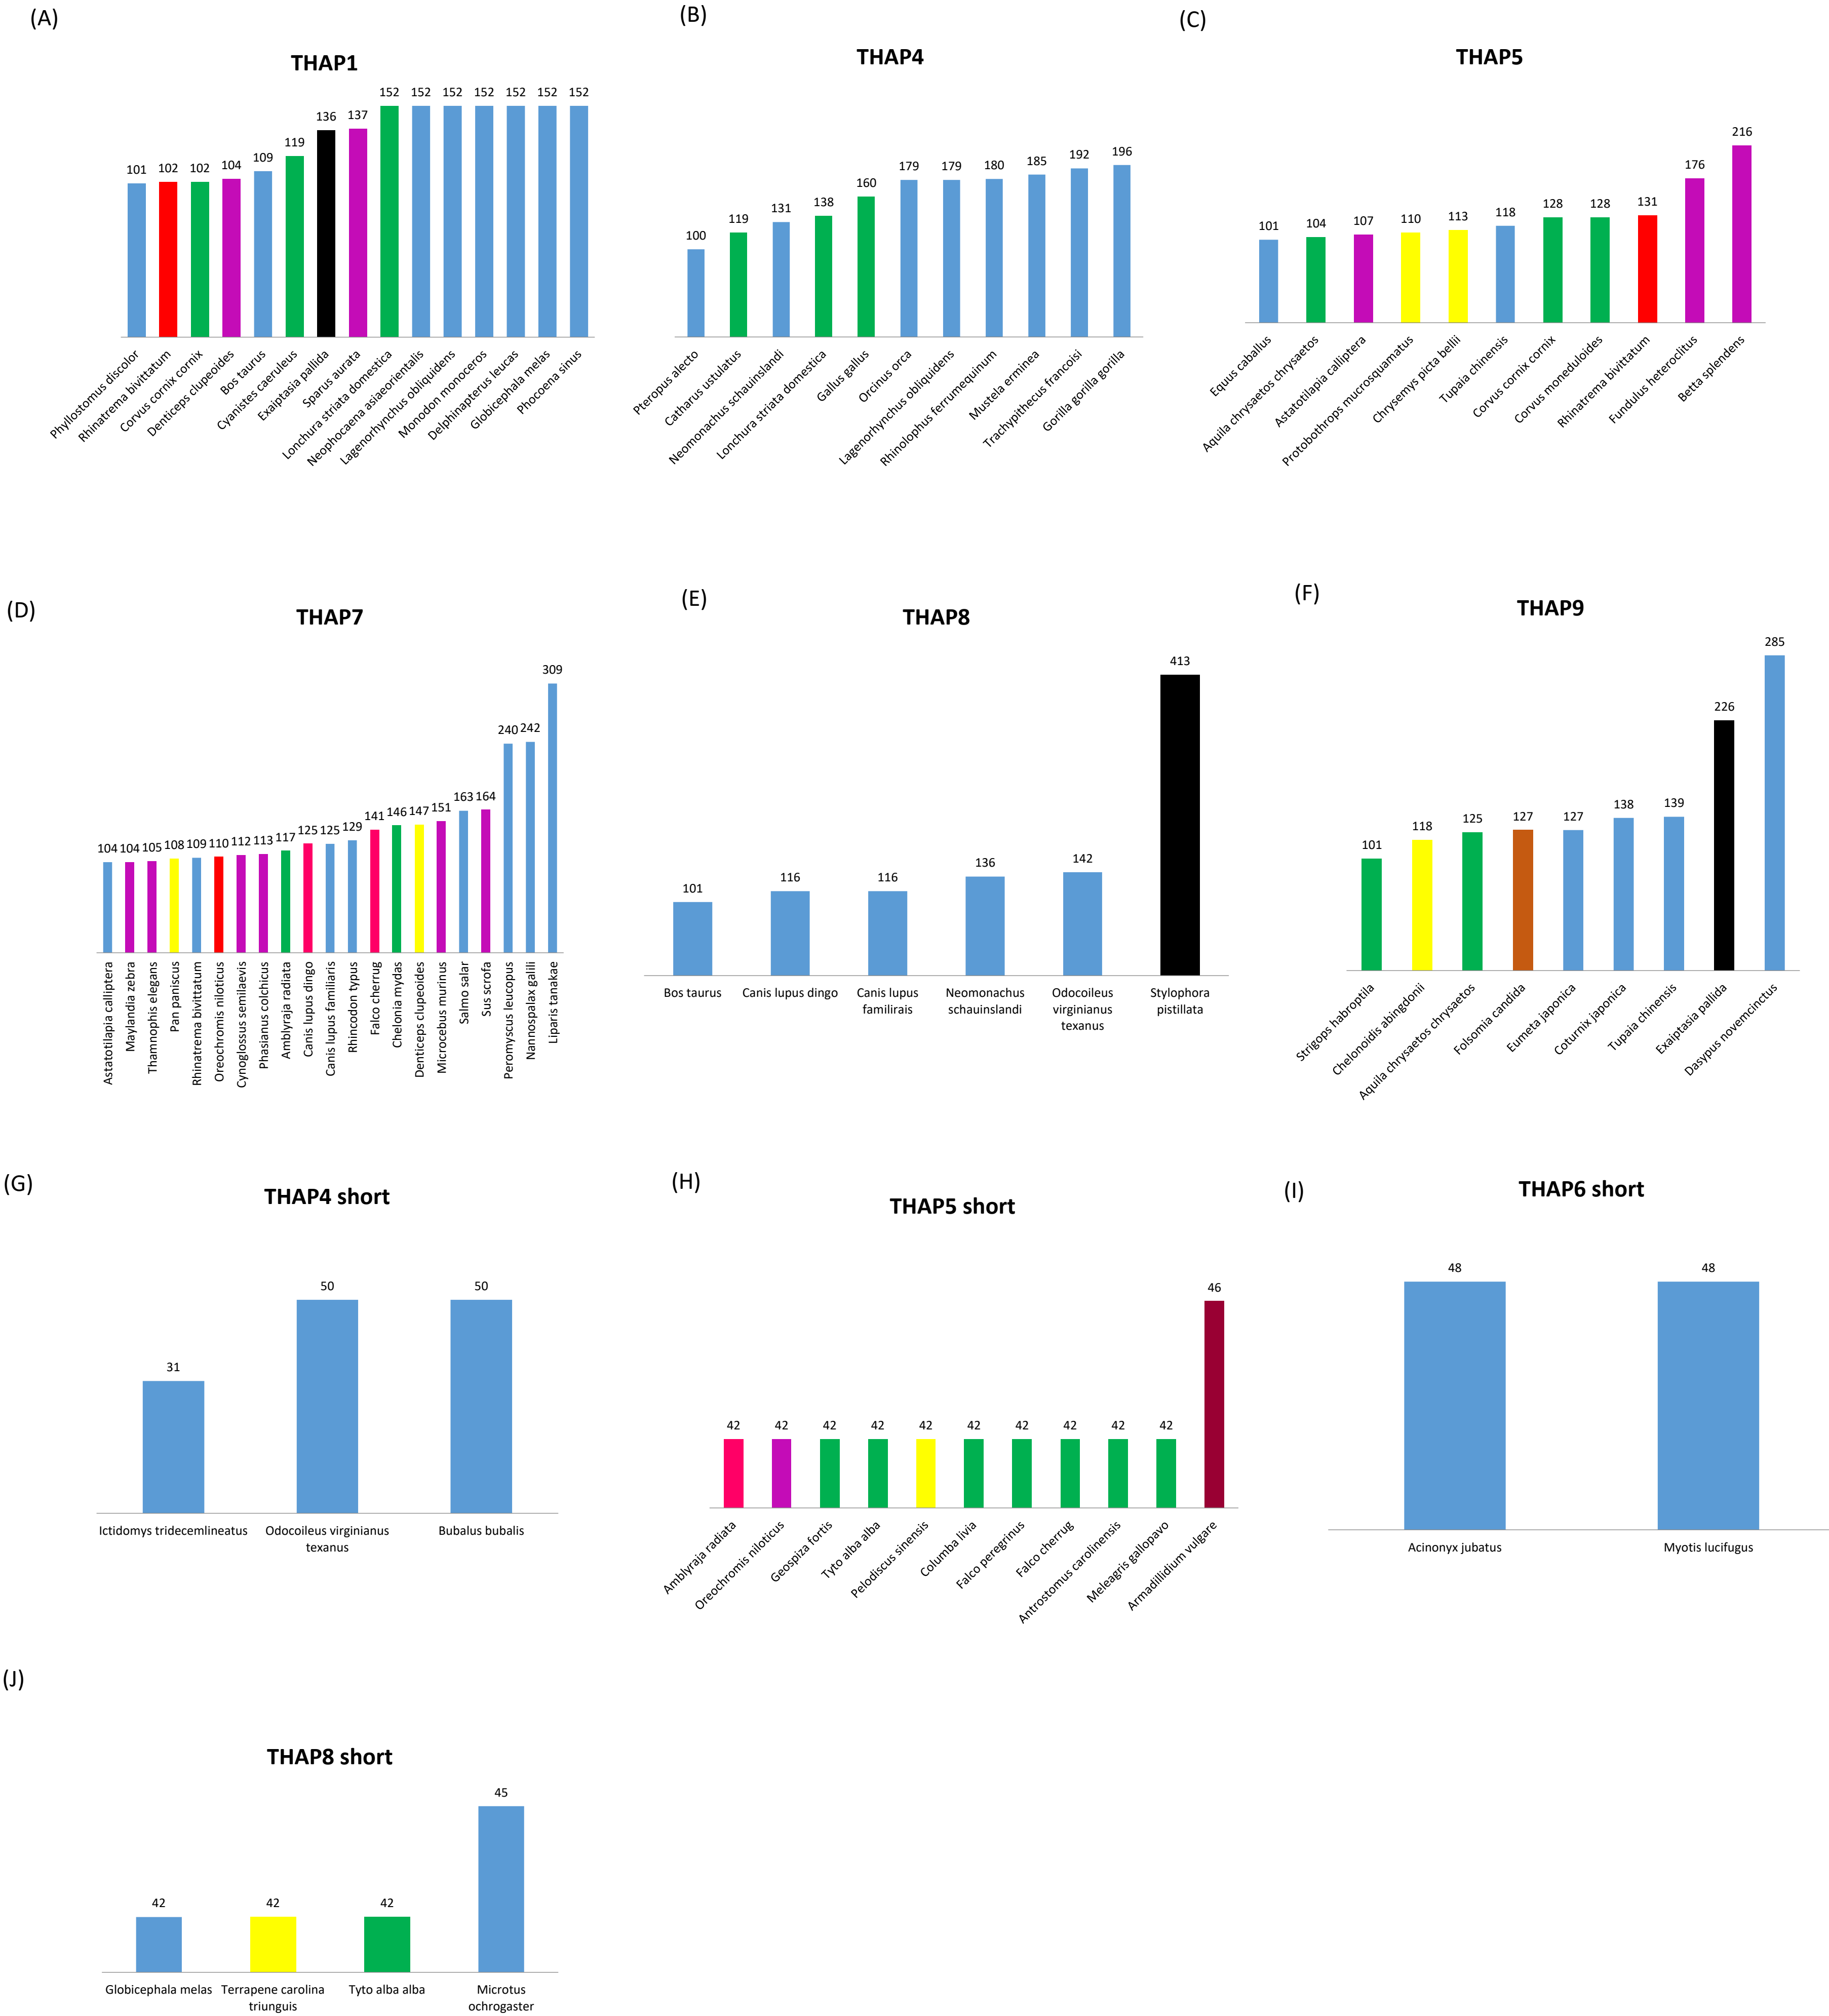 (A)
THAP1
101
102
102
104
109
119
136
137
152
152
152
152
152
152
152
Phyllostomus discolor
Rhinatrema bivittatum
Corvus cornix cornix
Denticeps clupeoides
Bos taurus
Cyanistes caeruleus
Exaiptasia pallida
Sparus aurata
Lonchura striata domestica
Neophocaena asiaeorientalis
Lagenorhynchus obliquidens
Monodon monoceros
Delphinapterus leucas
Globicephala melas
Phocoena sinus
(B)
THAP4
100
119
131
138
160
179
179
180
185
192
196
Pteropus alecto
Catharus ustulatus
Neomonachus schauinslandi
Lonchura striata domestica
Gallus gallus
Orcinus orca
Lagenorhynchus obliquidens
Rhinolophus ferrumequinum
Mustela erminea
Trachypithecus francoisi
Gorilla gorilla
(C)
THAP5
101
104
107
110
113
118
128
128
131
176
216
Equus caballus
Aquila chrysaetos
Astatotilapia calliptera
Protobothrops mucrosquamatus
Chrysemys picta bellii
Tupaia chinensis
Corvus cornix cornix
Corvus moneduloides
Rhinatrema bivittatum
Fundulus heteroclitus
Betta splendens
(D)
THAP7
104
104
105
108
109
110
112
113
117
125
125
129
141
146
147
151
163
164
240
242
309
Astatotilapia calliptera
Maylandia zebra
Thamnophis elegans
Pan paniscus
Rhinatrema bivittatum
Oreochromis niloticus
Cynoglossus semilaevis
Phasianus colchicus
Amblyraja radiata
Canis lupus dingo
Canis lupus familiaris
Rhincodon typus
Falco cherrug
Chelonia mydas
Denticeps clupeoides
Microcebus murinus
Salmo salar
Sus scrofa
Peromyscus leucopus
Nannospalax galili
Liparis tanakae
(E)
THAP8
101
116
116
136
142
413
Bos taurus
Canis lupus dingo
Canis lupus
familirais
Neomonachus
schauinslandi
Odocoileus
virginianus
texanus
Stylophora
pistillata
(F)
THAP9
101
118
125
127
127
138
139
226
285
Strigops habroptila
Chelonoidis abingdonii
Aquila chrysaetos chrysaetos
Folsomia candida
Eumeta japonica
Coturnix japonica
Tupaia chinensis
Exaiptasia pallida
Dasypus novemcinctus
(G)
THAP4 short
31
50
50
Ictidomys tridecemlineatus
Odocoileus virginianus
texanus
Bubalus bubalis
(H)
THAP5 short
42
42
42
42
42
42
42
42
42
42
46
Amblyraja radiata
Oreochromis niloticus
Geospiza fortis
Tyto alba alba
Pelodiscus sinensis
Columba livia
Falco peregrinus
Falco cherrug
Antrostomus carolinensis
Meleagris gallopavo
Armadillidium vulgare
(I)
THAP6 short
48
48
Acinonyx jubatus
Myotis lucifugus
(J)
THAP8 short
42
42
42
45
Globicephala melas
Terrapene carolina
triunguis
Tyto alba alba
Microtus
ochrogaster